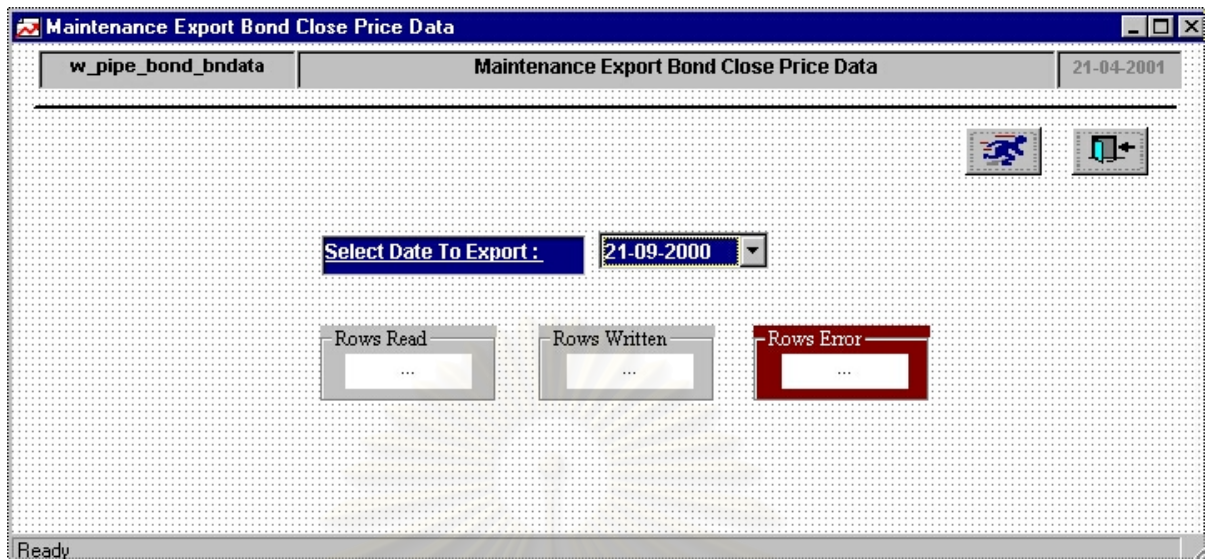 Maintenance Export Bond Close Price Data
w_pipe_bond_bndata Maintenance Export Bond Close Price Data 21-04-2001
Select Date To Export : 21-09-2000
Rows Read Rows Written Rows Error
... ... ...
Ready